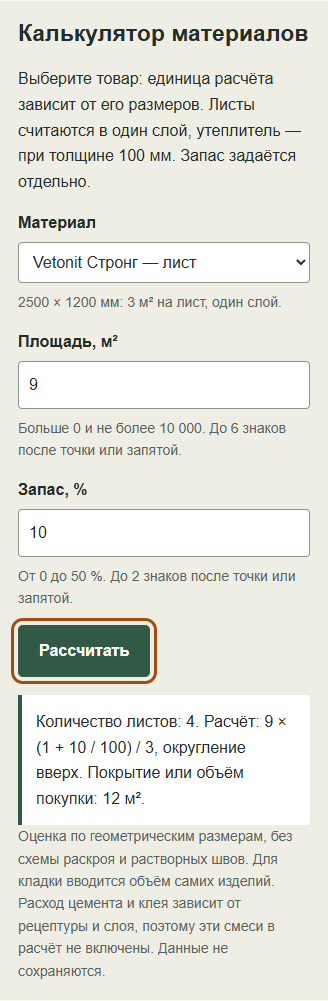 Калькулятор материалов
Выберите товар: единица расчёта
зависит от его размеров. Листы
считаются в один слой, утеплитель —
при толщине 100 мм. Запас задаётся
отдельно.
Материал
Vetonit Стронг — лист
2500 × 1200 мм: 3 м² на лист, один слой.
Площадь, м²
9
Больше 0 и не более 10 000. До 6 знаков
после точки или запятой.
Запас, %
10
От 0 до 50 %. До 2 знаков после точки или
запятой.
Рассчитать
Количество листов: 4. Расчёт: 9 ×
(1 + 10 / 100) / 3, округление
вверх. Покрытие или объём
покупки: 12 м².
Оценка по геометрическим размерам, без
схемы раскроя и растворных швов. Для
кладки вводится объём самих изделий.
Расход цемента и клея зависит от
рецептуры и слоя, поэтому эти смеси в
расчёт не включены. Данные не
сохраняются.